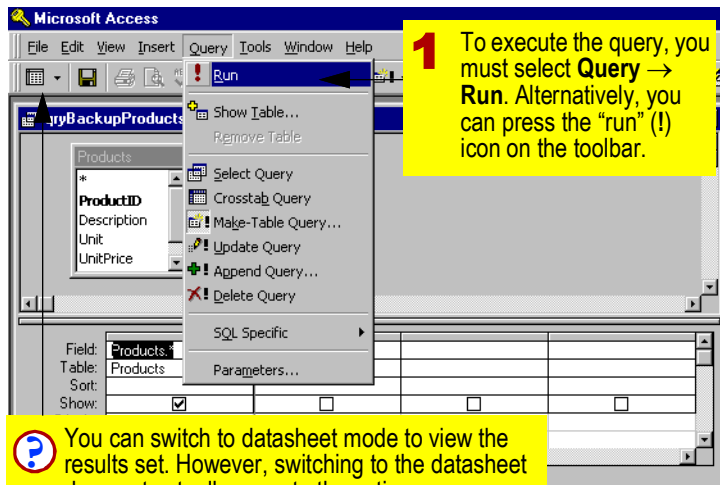 Microsoft Access
File Edit View Insert Query Tools Window Help
Run
Show Table...
Remove Table
Select Query
Crosstab Query
Make-Table Query...
Update Query
Append Query...
Delete Query
SQL Specific
Parameters...
1
To execute the query, you
must select Query →
Run. Alternatively, you
can press the "run" (!)
icon on the toolbar.
qryBackupProducts
Products
*
ProductID
Description
Unit
UnitPrice
Field: Products.*
Table: Products
Sort:
Show:
? You can switch to datasheet mode to view the
results set. However, switching to the datasheet